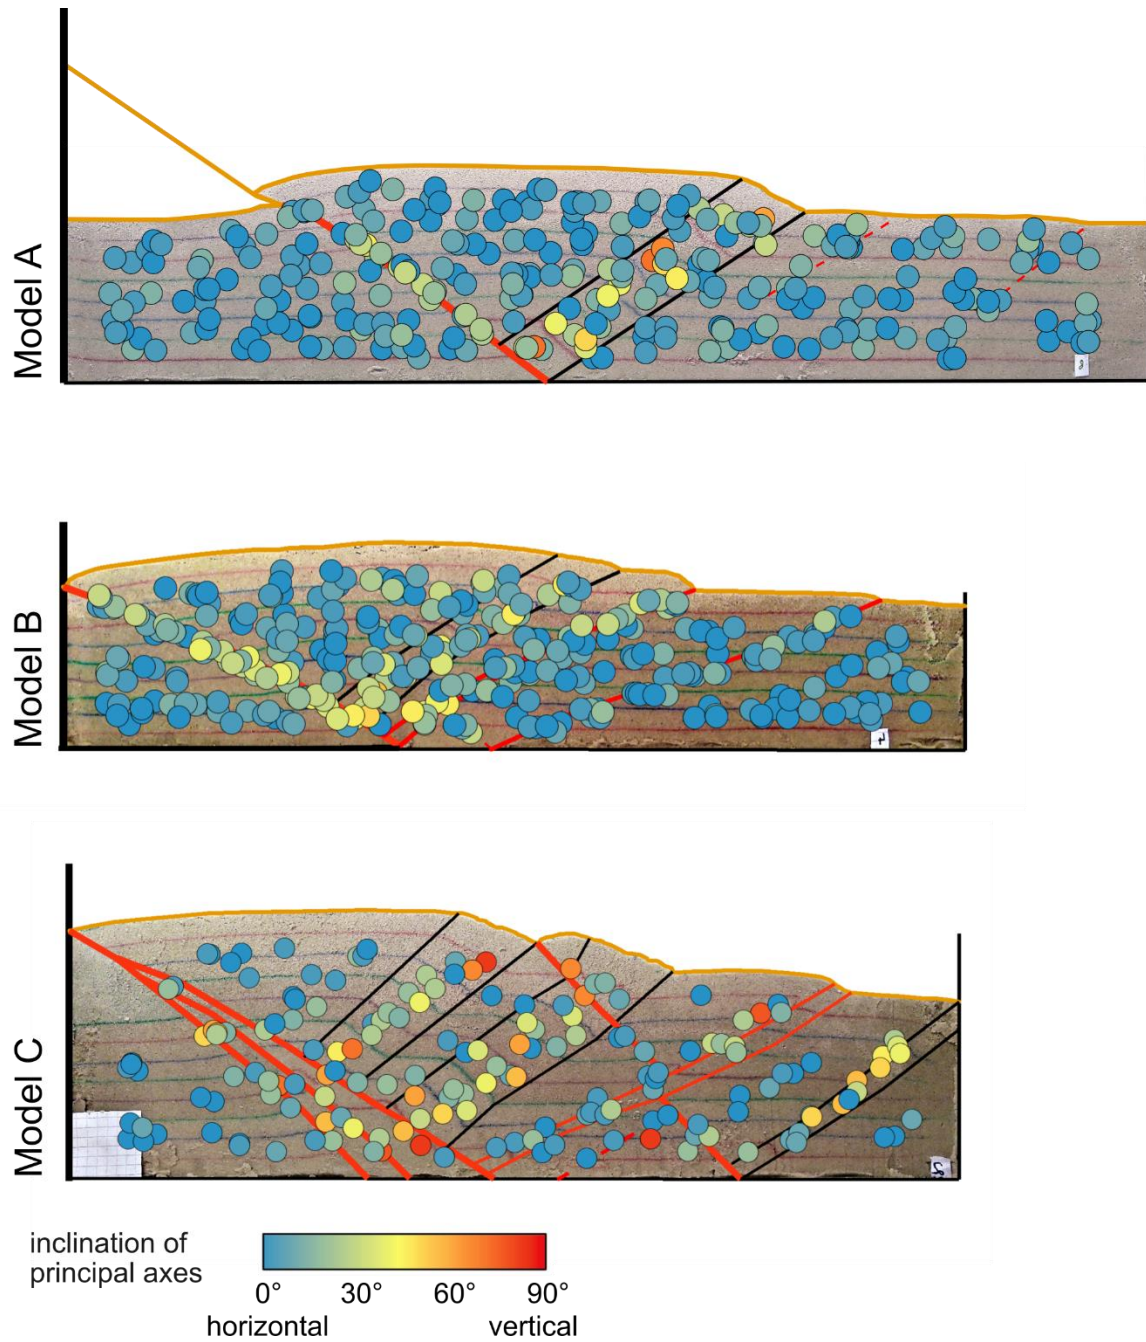 Model A
Model B
Model C
inclination of
principal axes
0° 30° 60° 90°
horizontal vertical